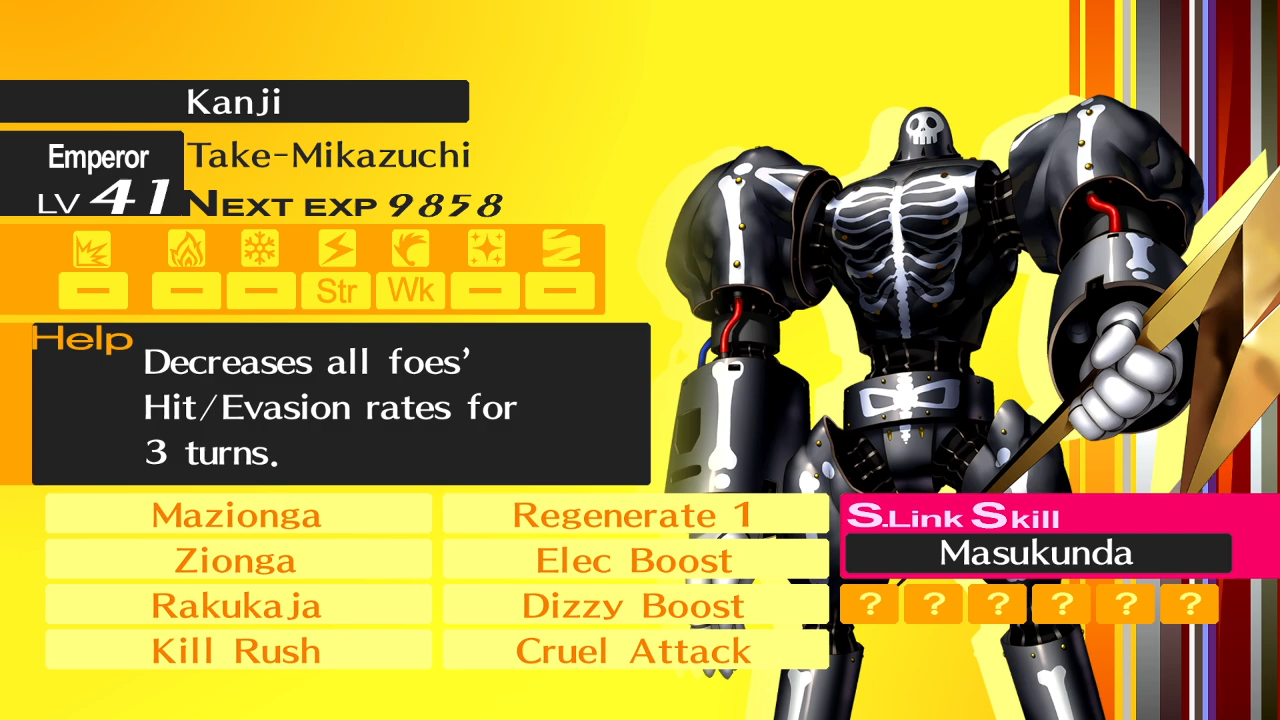 Kanji
Emperor
Take-Mikazuchi
LV 41
NEXT EXP 9858
— — — Str Wk — —
Help
Decreases all foes’
Hit/Evasion rates for
3 turns.
Mazionga Regenerate 1
Zionga Elec Boost
Rakukaja Dizzy Boost
Kill Rush Cruel Attack
S.Link Skill
Masukunda
? ? ? ? ? ?